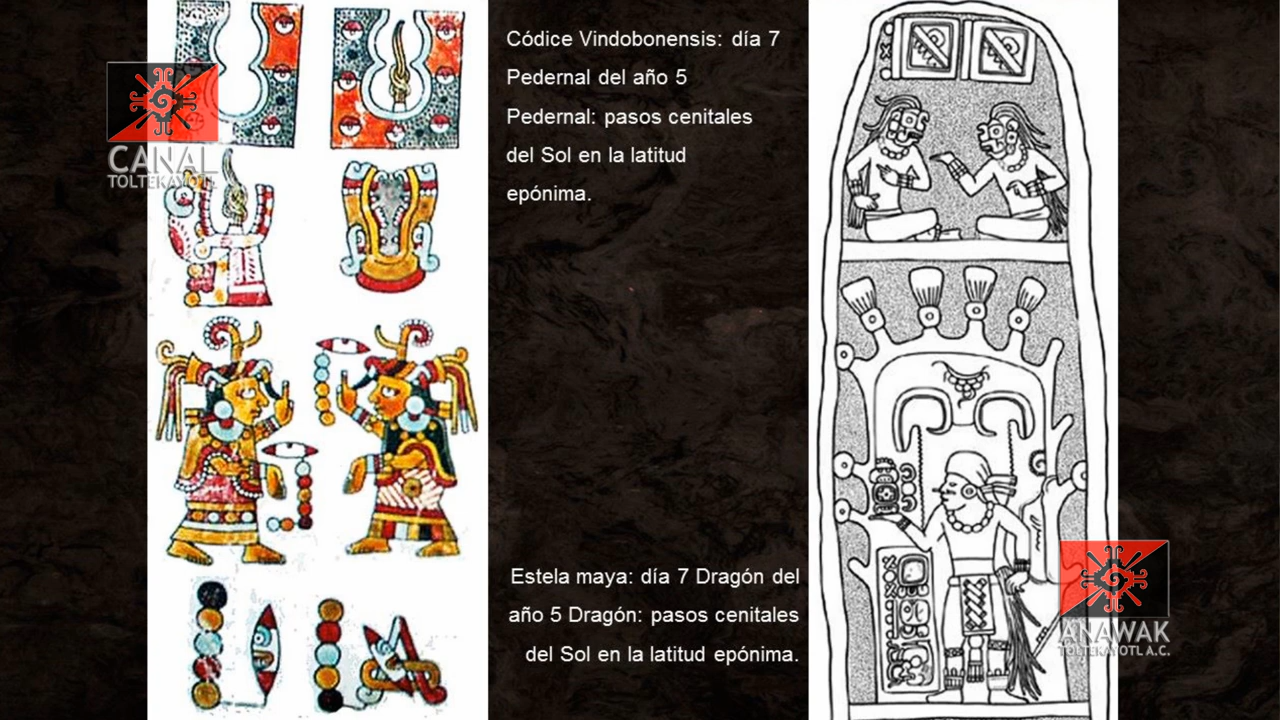 Códice Vindobonensis: día 7
Pedernal del año 5
Pedernal: pasos cenitales
del Sol en la latitud
epónima.
CANAL
TOLTEKAYOTL
Estela maya: día 7 Dragón del
año 5 Dragón: pasos cenitales
del Sol en la latitud epónima.
ANAWAK
TOLTEKAYOTL A.C.